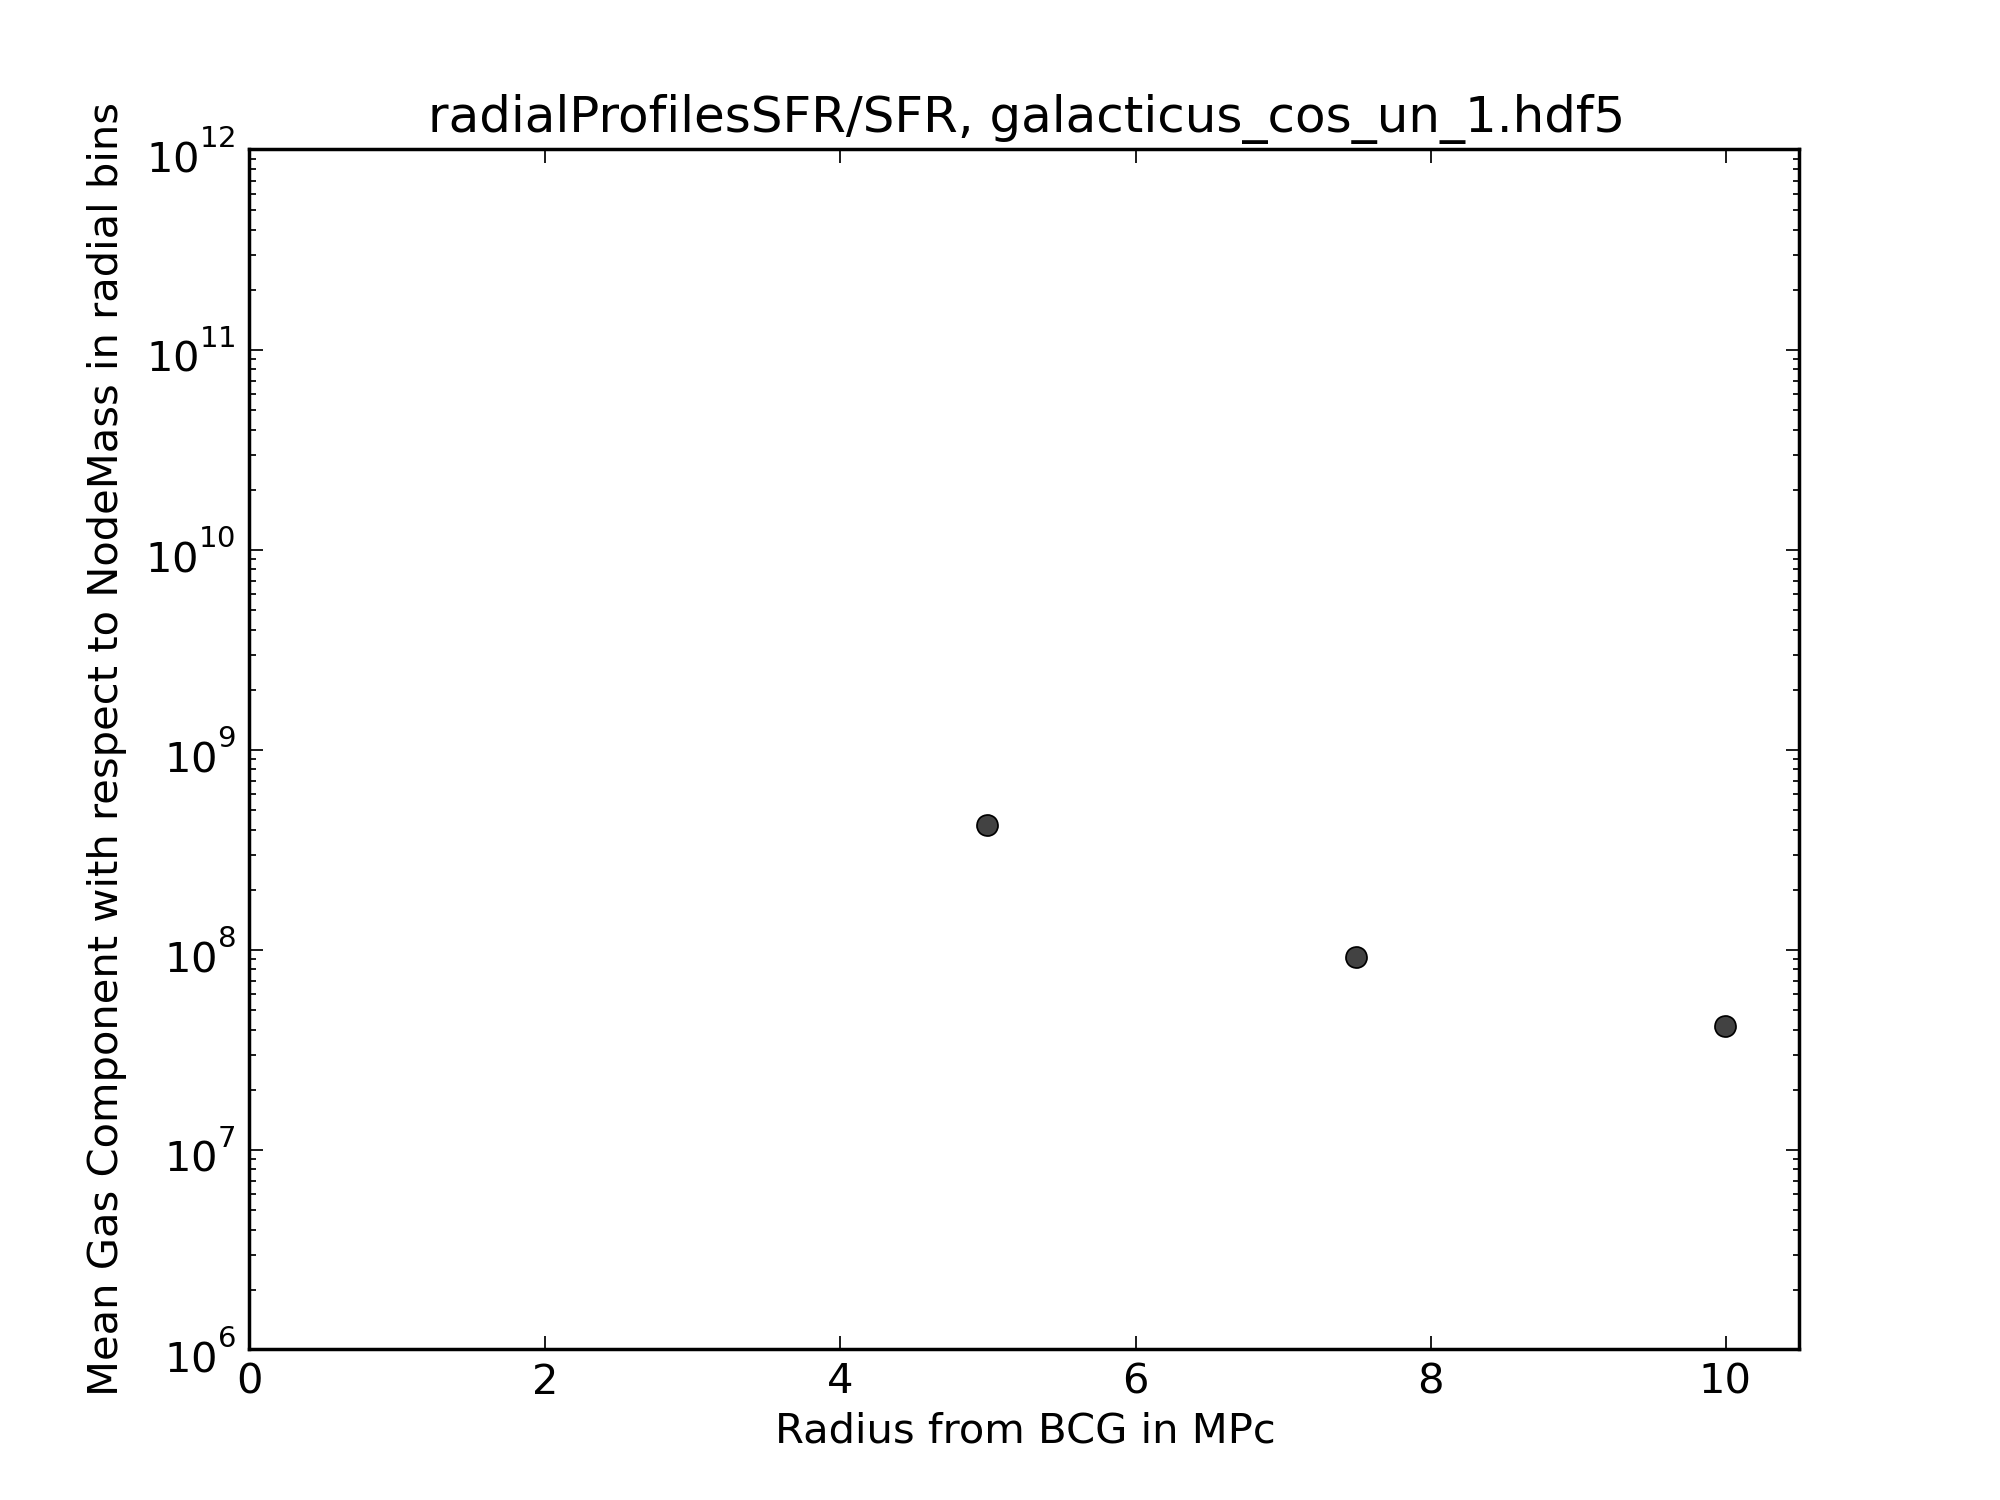 radialProfilesSFR/SFR, galacticus_cos_un_1.hdf5
Mean Gas Component with respect to NodeMass in radial bins
10^12
10^11
10^10
10^9
10^8
10^7
10^6
0 2 4 6 8 10
Radius from BCG in MPc